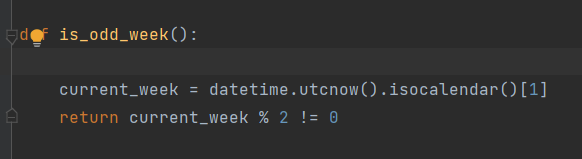 def is_odd_week():
current_week = datetime.utcnow().isocalendar()[1]
return current_week % 2 != 0